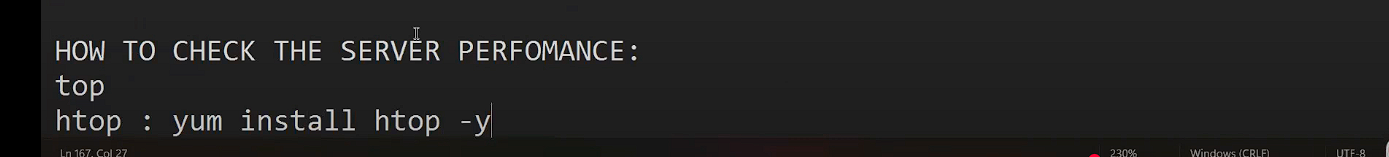 HOW TO CHECK THE SERVER PERFOMANCE:
top
htop : yum install htop -y
Ln 167, Col 27
230%
Windows (CRLF)
UTF-8